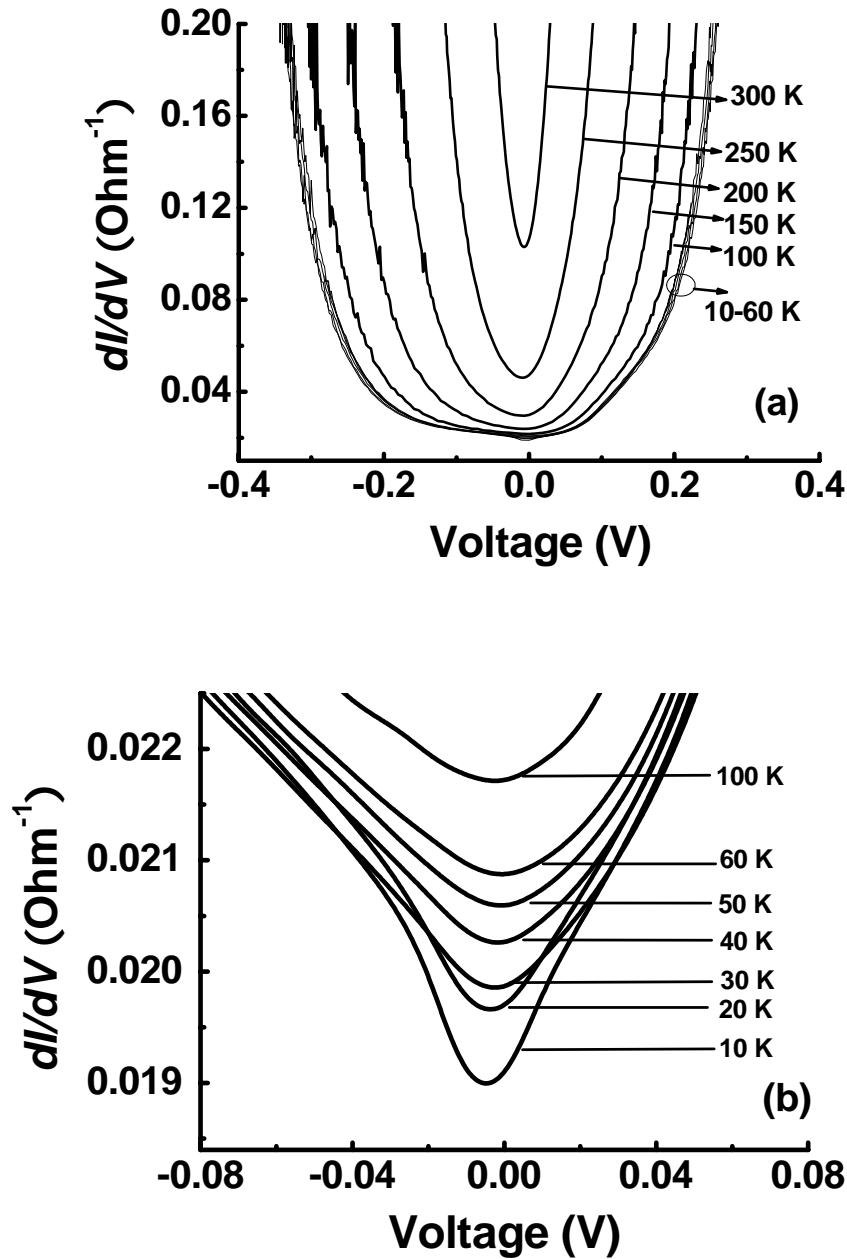 0.20
0.16
0.12
0.08
0.04
dI/dV (Ohm⁻¹)
300 K
250 K
200 K
150 K
100 K
10-60 K
(a)
-0.4 -0.2 0.0 0.2 0.4
Voltage (V)
0.022
0.021
0.020
0.019
dI/dV (Ohm⁻¹)
100 K
60 K
50 K
40 K
30 K
20 K
10 K
(b)
-0.08 -0.04 0.00 0.04 0.08
Voltage (V)